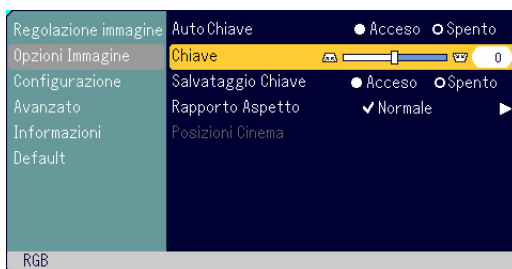 Regolazione immagine
Opzioni Immagine
Configurazione
Avanzato
Informazioni
Default
Auto Chiave Acceso Spento
Chiave 0
Salvataggio Chiave Acceso Spento
Rapporto Aspetto Normale
Posizioni Cinema
RGB